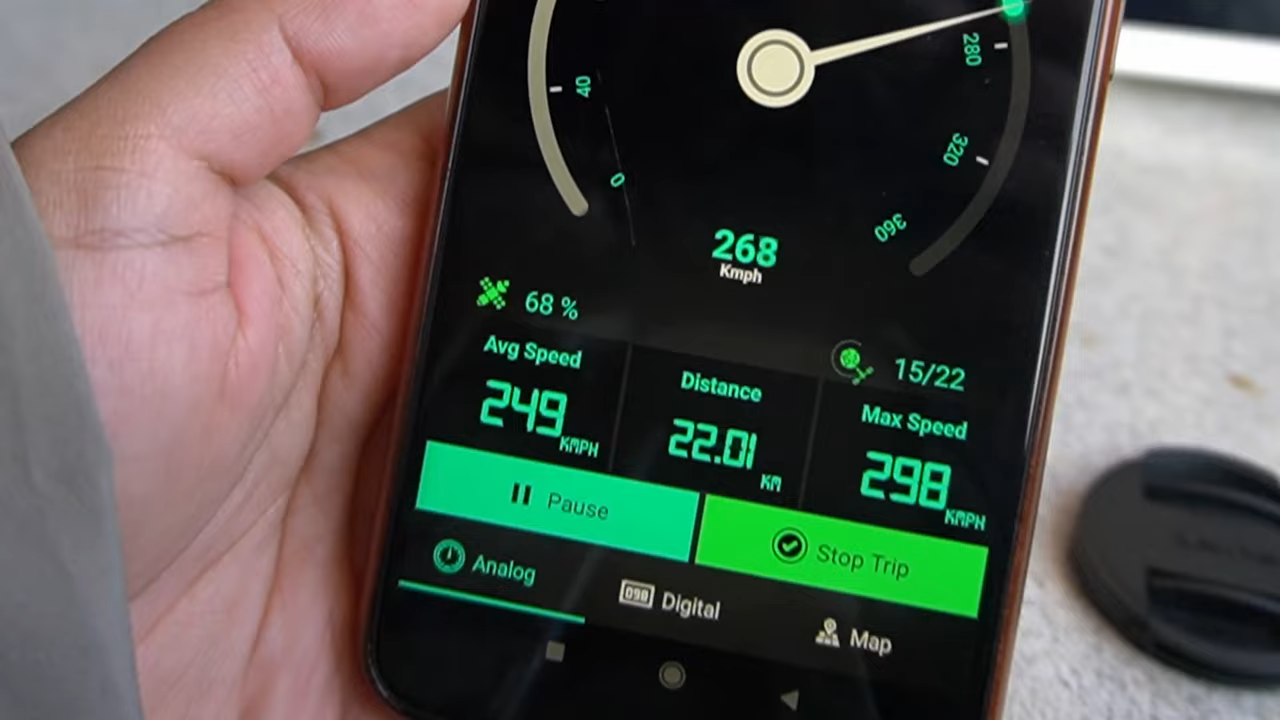 280
40
320
0
360
268
Kmph
68 %
15/22
Avg Speed
249 KMPH
Distance
22.01 KM
Max Speed
298 KMPH
Pause
Stop Trip
Analog
090 Digital
Map